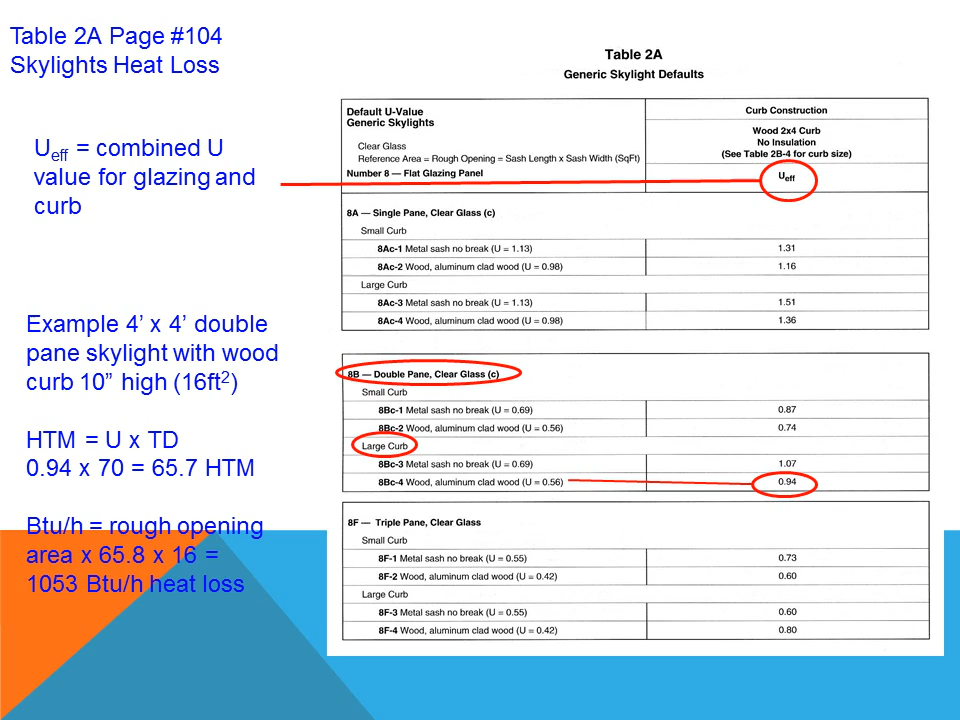 Table 2A Page #104
Skylights Heat Loss
Ueff = combined U
value for glazing and
curb
Example 4’ x 4’ double
pane skylight with wood
curb 10” high (16ft2)
HTM = U x TD
0.94 x 70 = 65.7 HTM
Btu/h = rough opening
area x 65.8 x 16 =
1053 Btu/h heat loss
Table 2A
Generic Skylight Defaults
Default U-Value
Generic Skylights
Clear Glass
Reference Area = Rough Opening = Sash Length x Sash Width (SqFt)
Number 8 — Flat Glazing Panel
Curb Construction
Wood 2x4 Curb
No Insulation
(See Table 2B-4 for curb size)
Ueff
8A — Single Pane, Clear Glass (c)
Small Curb
8Ac-1 Metal sash no break (U = 1.13) 1.31
8Ac-2 Wood, aluminum clad wood (U = 0.98) 1.16
Large Curb
8Ac-3 Metal sash no break (U = 1.13) 1.51
8Ac-4 Wood, aluminum clad wood (U = 0.98) 1.36
8B — Double Pane, Clear Glass (c)
Small Curb
8Bc-1 Metal sash no break (U = 0.69) 0.87
8Bc-2 Wood, aluminum clad wood (U = 0.56) 0.74
Large Curb
8Bc-3 Metal sash no break (U = 0.69) 1.07
8Bc-4 Wood, aluminum clad wood (U = 0.56) 0.94
8F — Triple Pane, Clear Glass
Small Curb
8F-1 Metal sash no break (U = 0.55) 0.73
8F-2 Wood, aluminum clad wood (U = 0.42) 0.60
Large Curb
8F-3 Metal sash no break (U = 0.55) 0.60
8F-4 Wood, aluminum clad wood (U = 0.42) 0.80